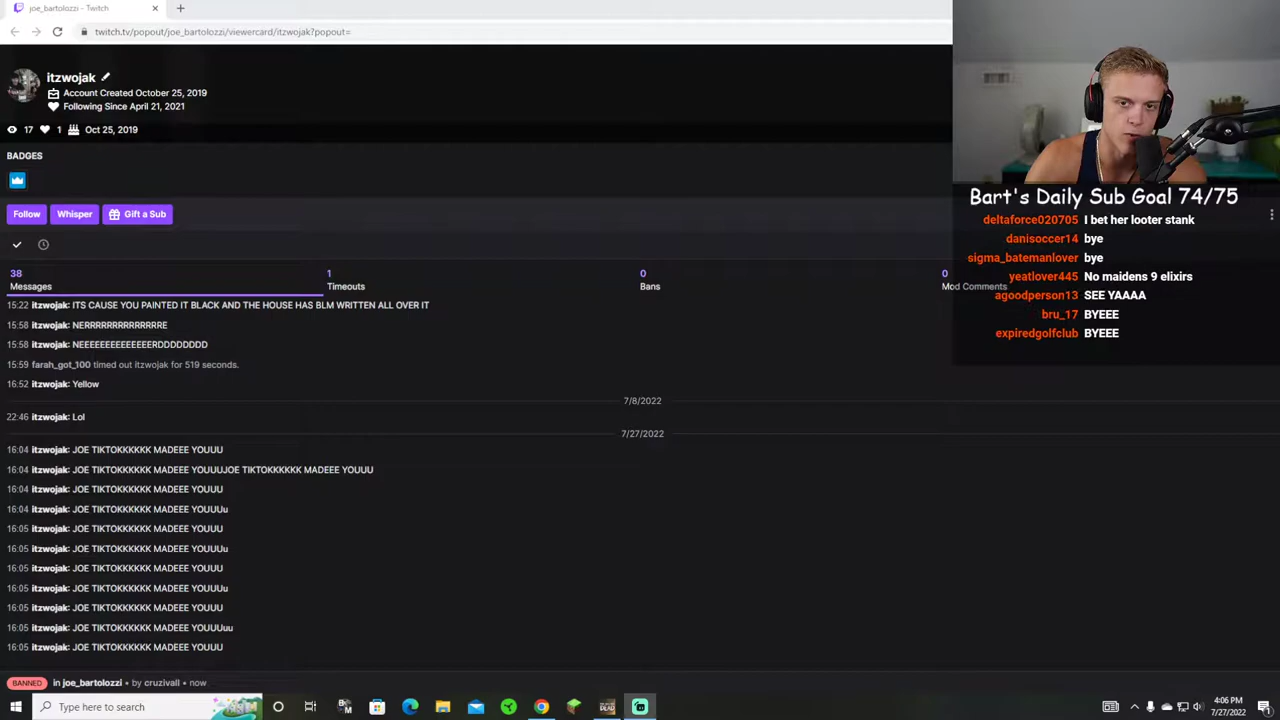 joe_bartolozzi - Twitch
twitch.tv/popout/joe_bartolozzi/viewercard/itzwojak?popout=
itzwojak
Account Created October 25, 2019
Following Since April 21, 2021
17 1 Oct 25, 2019
BADGES
Follow Whisper Gift a Sub
38 1 0 0
Messages Timeouts Bans Mod Comments
15:22 itzwojak: ITS CAUSE YOU PAINTED IT BLACK AND THE HOUSE HAS BLM WRITTEN ALL OVER IT
15:58 itzwojak: NERRRRRRRRRRRRRE
15:58 itzwojak: NEEEEEEEEEEEEEERDDDDDDDD
15:59 farah_got_100 timed out itzwojak for 519 seconds.
16:52 itzwojak: Yellow
7/8/2022
22:46 itzwojak: Lol
7/27/2022
16:04 itzwojak: JOE TIKTOKKKKKK MADEEE YOUUU
16:04 itzwojak: JOE TIKTOKKKKKK MADEEE YOUUUJOE TIKTOKKKKKK MADEEE YOUUU
16:04 itzwojak: JOE TIKTOKKKKKK MADEEE YOUUU
16:04 itzwojak: JOE TIKTOKKKKKK MADEEE YOUUUu
16:05 itzwojak: JOE TIKTOKKKKKK MADEEE YOUUU
16:05 itzwojak: JOE TIKTOKKKKKK MADEEE YOUUUu
16:05 itzwojak: JOE TIKTOKKKKKK MADEEE YOUUU
16:05 itzwojak: JOE TIKTOKKKKKK MADEEE YOUUUu
16:05 itzwojak: JOE TIKTOKKKKKK MADEEE YOUUU
16:05 itzwojak: JOE TIKTOKKKKKK MADEEE YOUUUuu
16:05 itzwojak: JOE TIKTOKKKKKK MADEEE YOUUU
BANNED in joe_bartolozzi • by cruzivall • now
Bart's Daily Sub Goal 74/75
deltaforce020705 I bet her looter stank
danisoccer14 bye
sigma_batemanlover bye
yeatlover445 No maidens 9 elixirs
agoodperson13 SEE YAAAA
bru_17 BYEEE
expiredgolfclub BYEEE
Type here to search
4:06 PM
7/27/2022